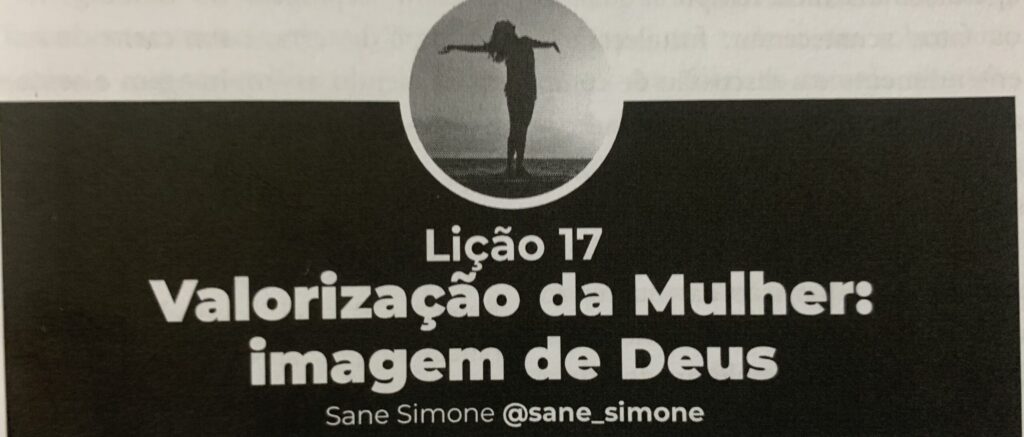 Lição 17
Valorização da Mulher:
imagem de Deus
Sane Simone @sane_simone